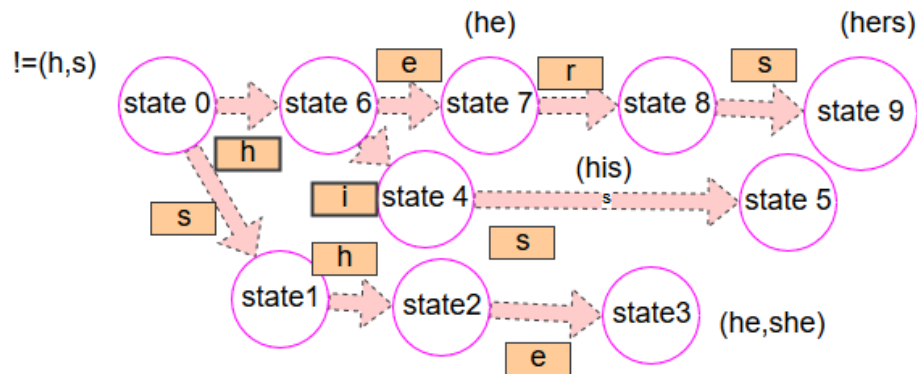 (he)
(hers)
!=(h,s)
e
r
s
state 0
state 6
state 7
state 8
state 9
h
(his)
i
state 4
s
state 5
s
s
h
state1
state2
state3
(he,she)
e